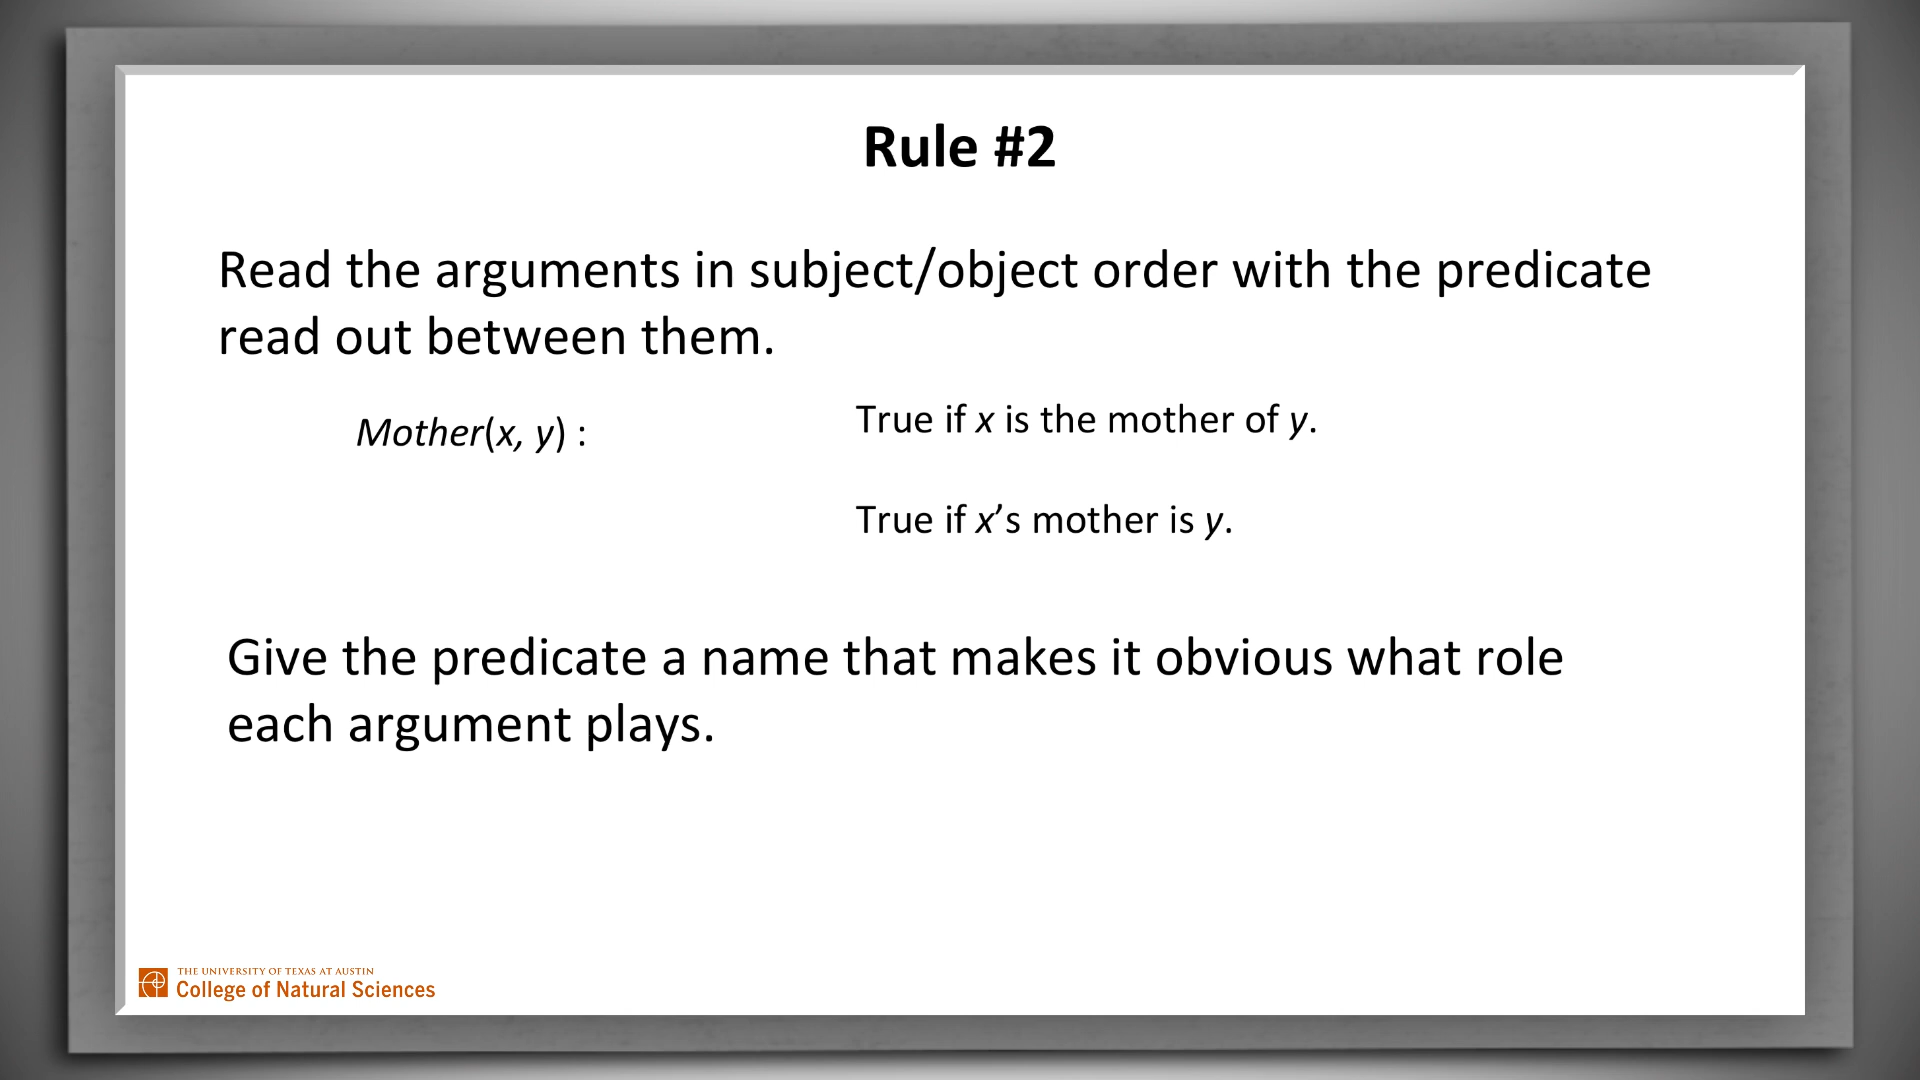 Rule #2
Read the arguments in subject/object order with the predicate
read out between them.
Mother(x, y) :
True if x is the mother of y.
True if x’s mother is y.
Give the predicate a name that makes it obvious what role
each argument plays.
THE UNIVERSITY OF TEXAS AT AUSTIN
College of Natural Sciences